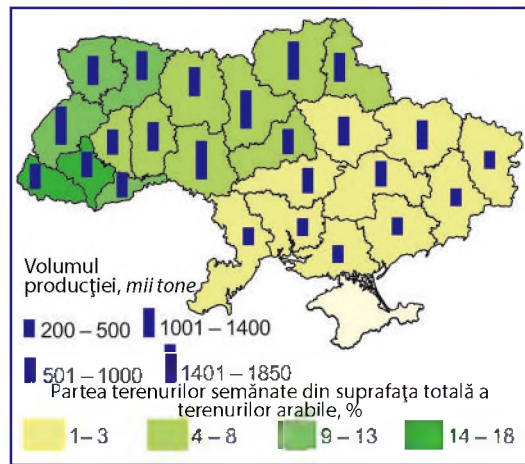 Volumul
producţiei, mii tone
200 – 500
1001 – 1400
501 – 1000
1401 – 1850
Partea terenurilor semănate din suprafaţa totală a
terenurilor arabile, %
1 – 3
4 – 8
9 – 13
14 – 18